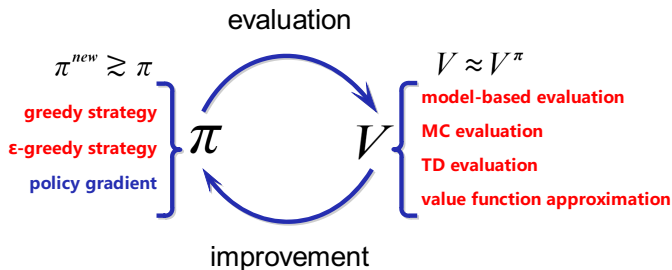 evaluation
π^new ≳ π
V ≈ V^π
greedy strategy
ε-greedy strategy
policy gradient
π
V
model-based evaluation
MC evaluation
TD evaluation
value function approximation
improvement